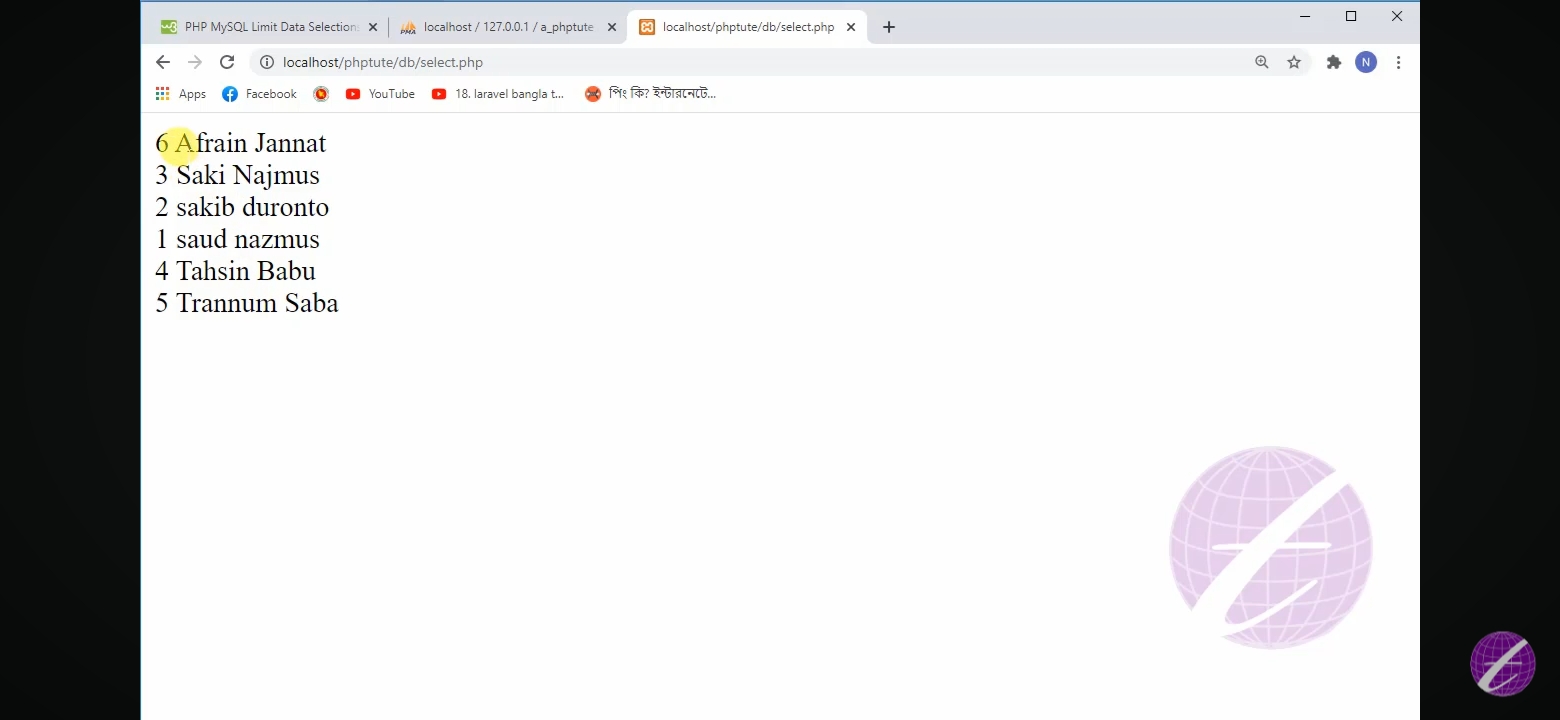 PHP MySQL Limit Data Selection
localhost / 127.0.0.1 / a_phptute
localhost/phptute/db/select.php
localhost/phptute/db/select.php
N
Apps
Facebook
YouTube
18. laravel bangla t...
পিং কি? ইন্টারনেটে...
6 Afrain Jannat
3 Saki Najmus
2 sakib duronto
1 saud nazmus
4 Tahsin Babu
5 Trannum Saba